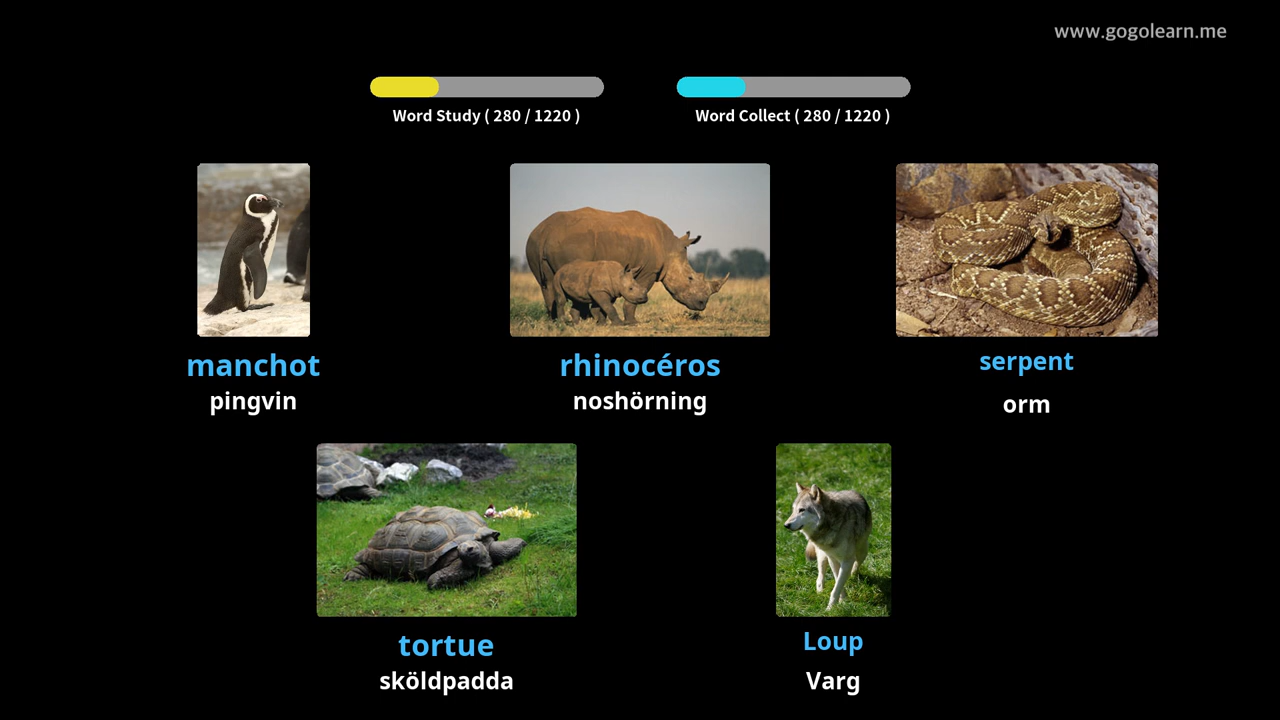 www.gogolearn.me
Word Study ( 280 / 1220 )
Word Collect ( 280 / 1220 )
manchot
pingvin
rhinocéros
noshörning
serpent
orm
tortue
sköldpadda
Loup
Varg